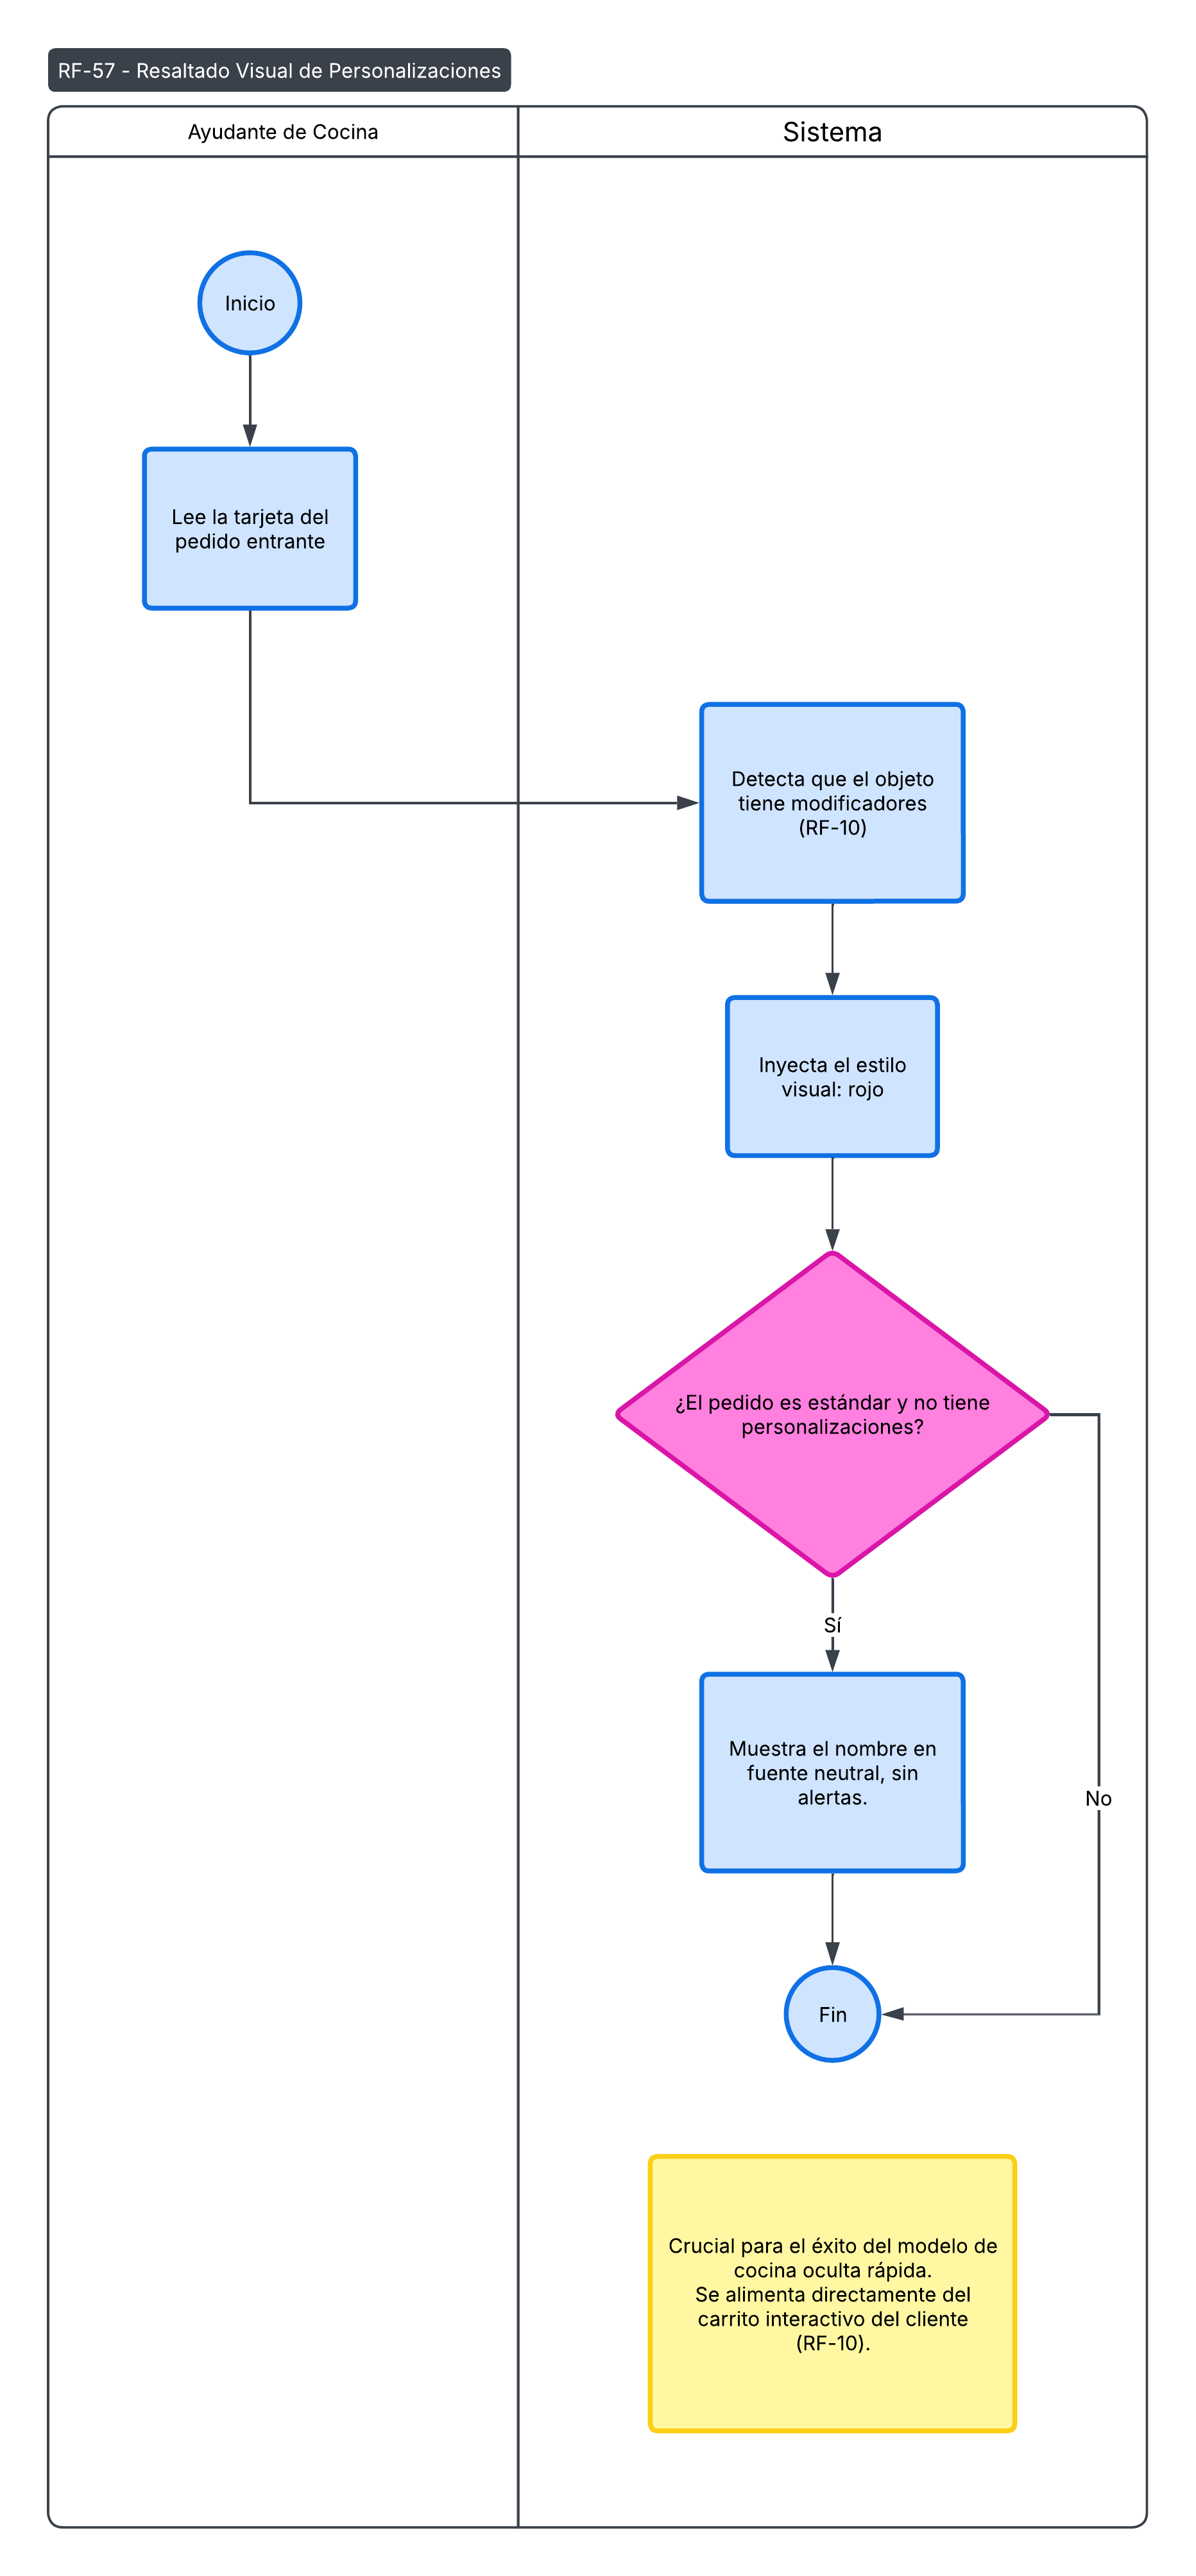 RF-57 - Resaltado Visual de Personalizaciones
Ayudante de Cocina
Sistema
Inicio
Lee la tarjeta del
pedido entrante
Detecta que el objeto
tiene modificadores
(RF-10)
Inyecta el estilo
visual: rojo
¿El pedido es estándar y no tiene
personalizaciones?
Sí
Muestra el nombre en
fuente neutral, sin
alertas.
No
Fin
Crucial para el éxito del modelo de
cocina oculta rápida.
Se alimenta directamente del
carrito interactivo del cliente
(RF-10).